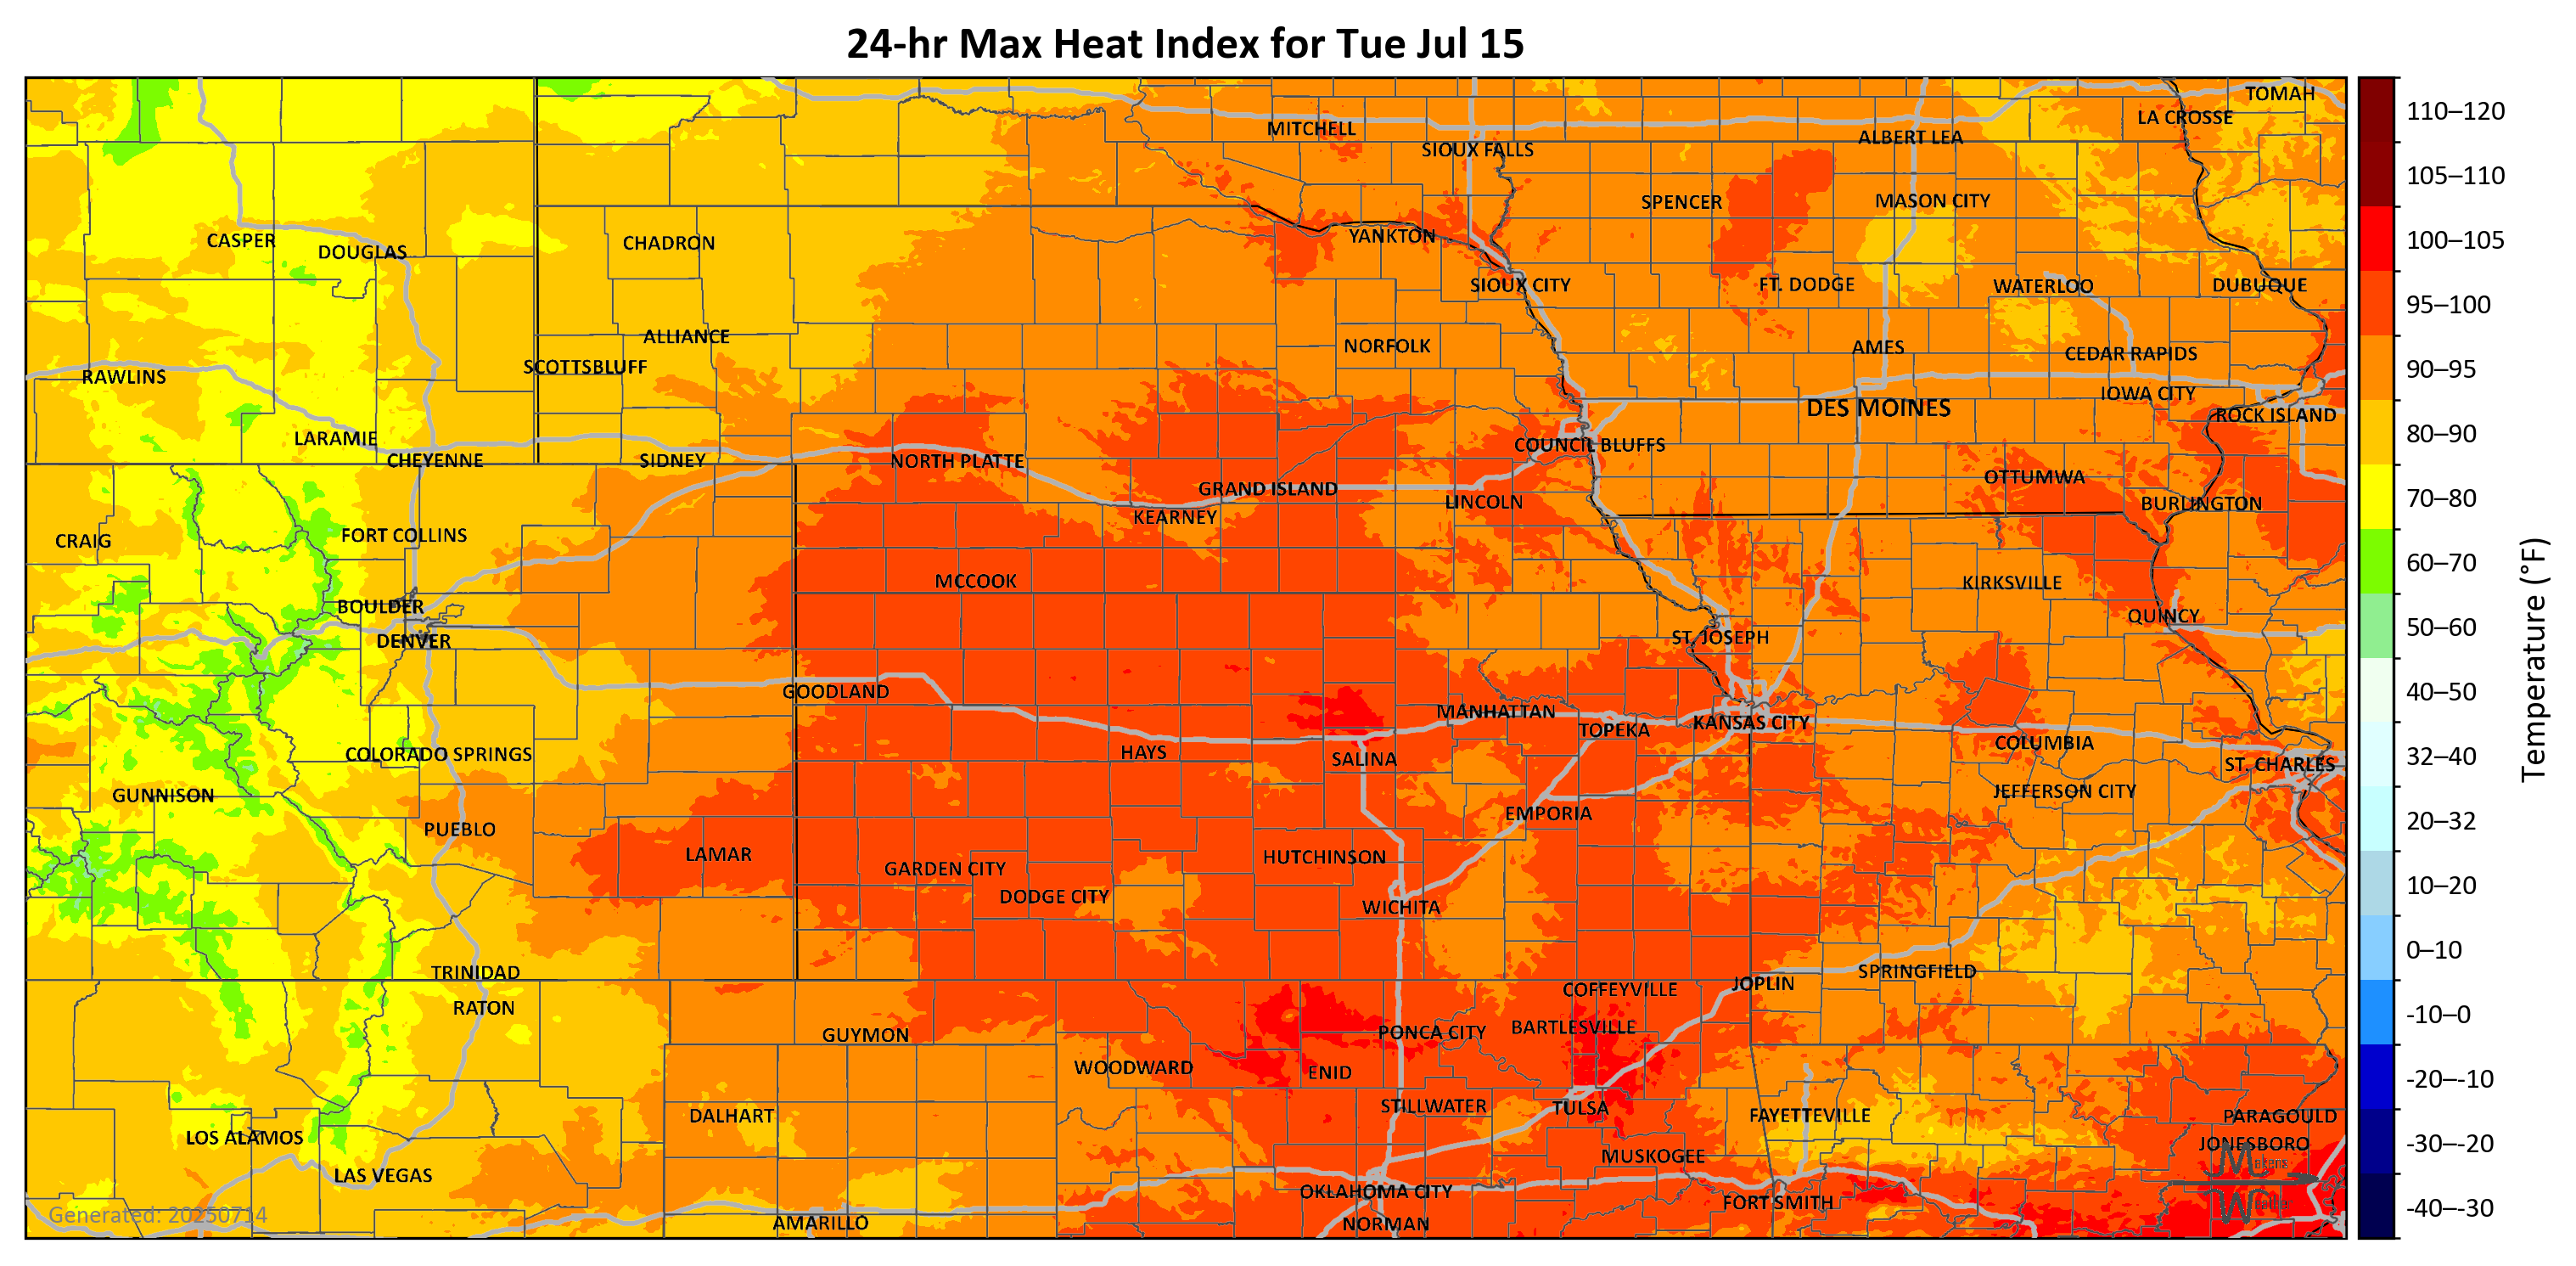 24-hr Max Heat Index for Tue Jul 15
TOMAH
LA CROSSE
MITCHELL
ALBERT LEA
SIOUX FALLS
SPENCER
MASON CITY
YANKTON
CASPER
CHADRON
DOUGLAS
SIOUX CITY
FT. DODGE
WATERLOO
DUBUQUE
ALLIANCE
NORFOLK
AMES
CEDAR RAPIDS
SCOTTSBLUFF
RAWLINS
IOWA CITY
DES MOINES
ROCK ISLAND
LARAMIE
COUNCIL BLUFFS
CHEYENNE
SIDNEY
NORTH PLATTE
OTTUMWA
GRAND ISLAND
LINCOLN
BURLINGTON
KEARNEY
FORT COLLINS
CRAIG
MCCOOK
KIRKSVILLE
BOULDER
QUINCY
DENVER
ST. JOSEPH
GOODLAND
MANHATTAN
KANSAS CITY
TOPEKA
COLUMBIA
COLORADO SPRINGS
HAYS
SALINA
ST. CHARLES
GUNNISON
JEFFERSON CITY
EMPORIA
PUEBLO
LAMAR
HUTCHINSON
GARDEN CITY
DODGE CITY
WICHITA
TRINIDAD
SPRINGFIELD
JOPLIN
COFFEYVILLE
RATON
BARTLESVILLE
PONCA CITY
GUYMON
WOODWARD
ENID
STILLWATER
TULSA
DALHART
FAYETTEVILLE
PARAGOULD
LOS ALAMOS
JONESBORO
MUSKOGEE
LAS VEGAS
OKLAHOMA CITY
FORT SMITH
AMARILLO
NORMAN
Generated: 20250714
110–120
105–110
100–105
95–100
90–95
80–90
70–80
60–70
50–60
40–50
32–40
20–32
10–20
0–10
-10–0
-20–-10
-30–-20
-40–-30
Temperature (°F)